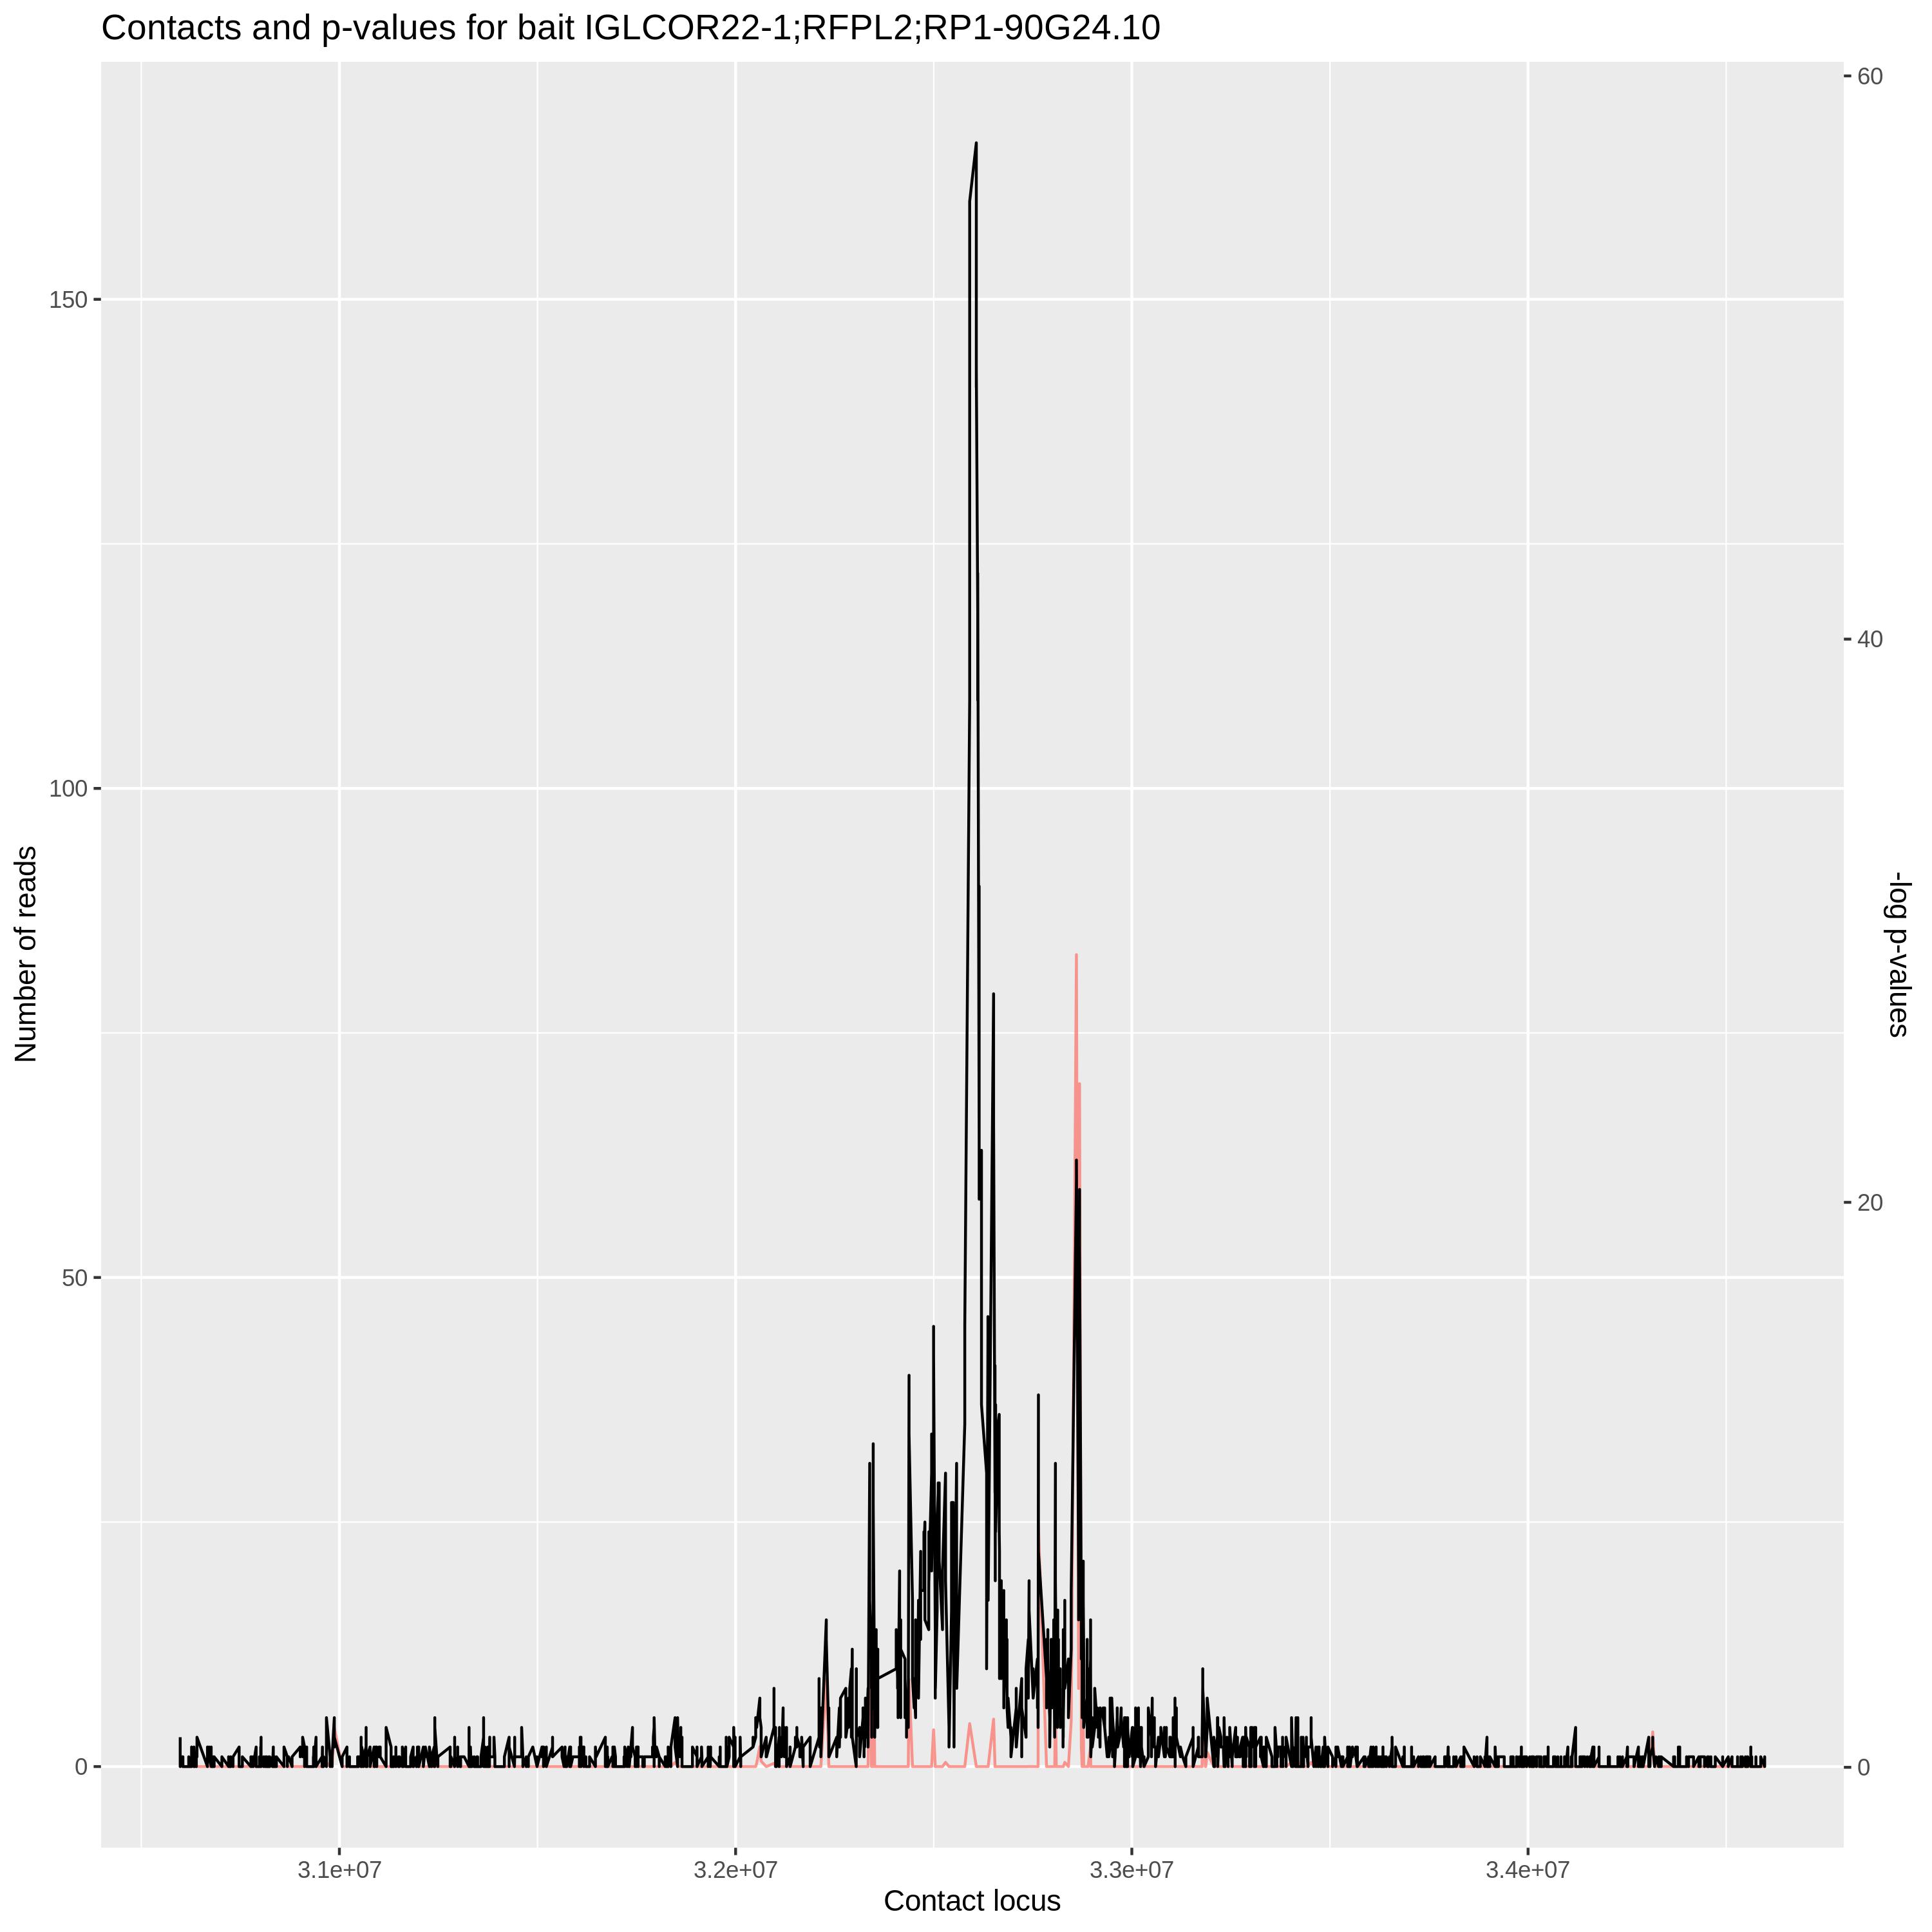 Contacts and p-values for bait IGLCOR22-1;RFPL2;RP1-90G24.10
60
150
40
100
Number of reads
-log p-values
20
50
0
0
3.1e+07
3.2e+07
3.3e+07
3.4e+07
Contact locus